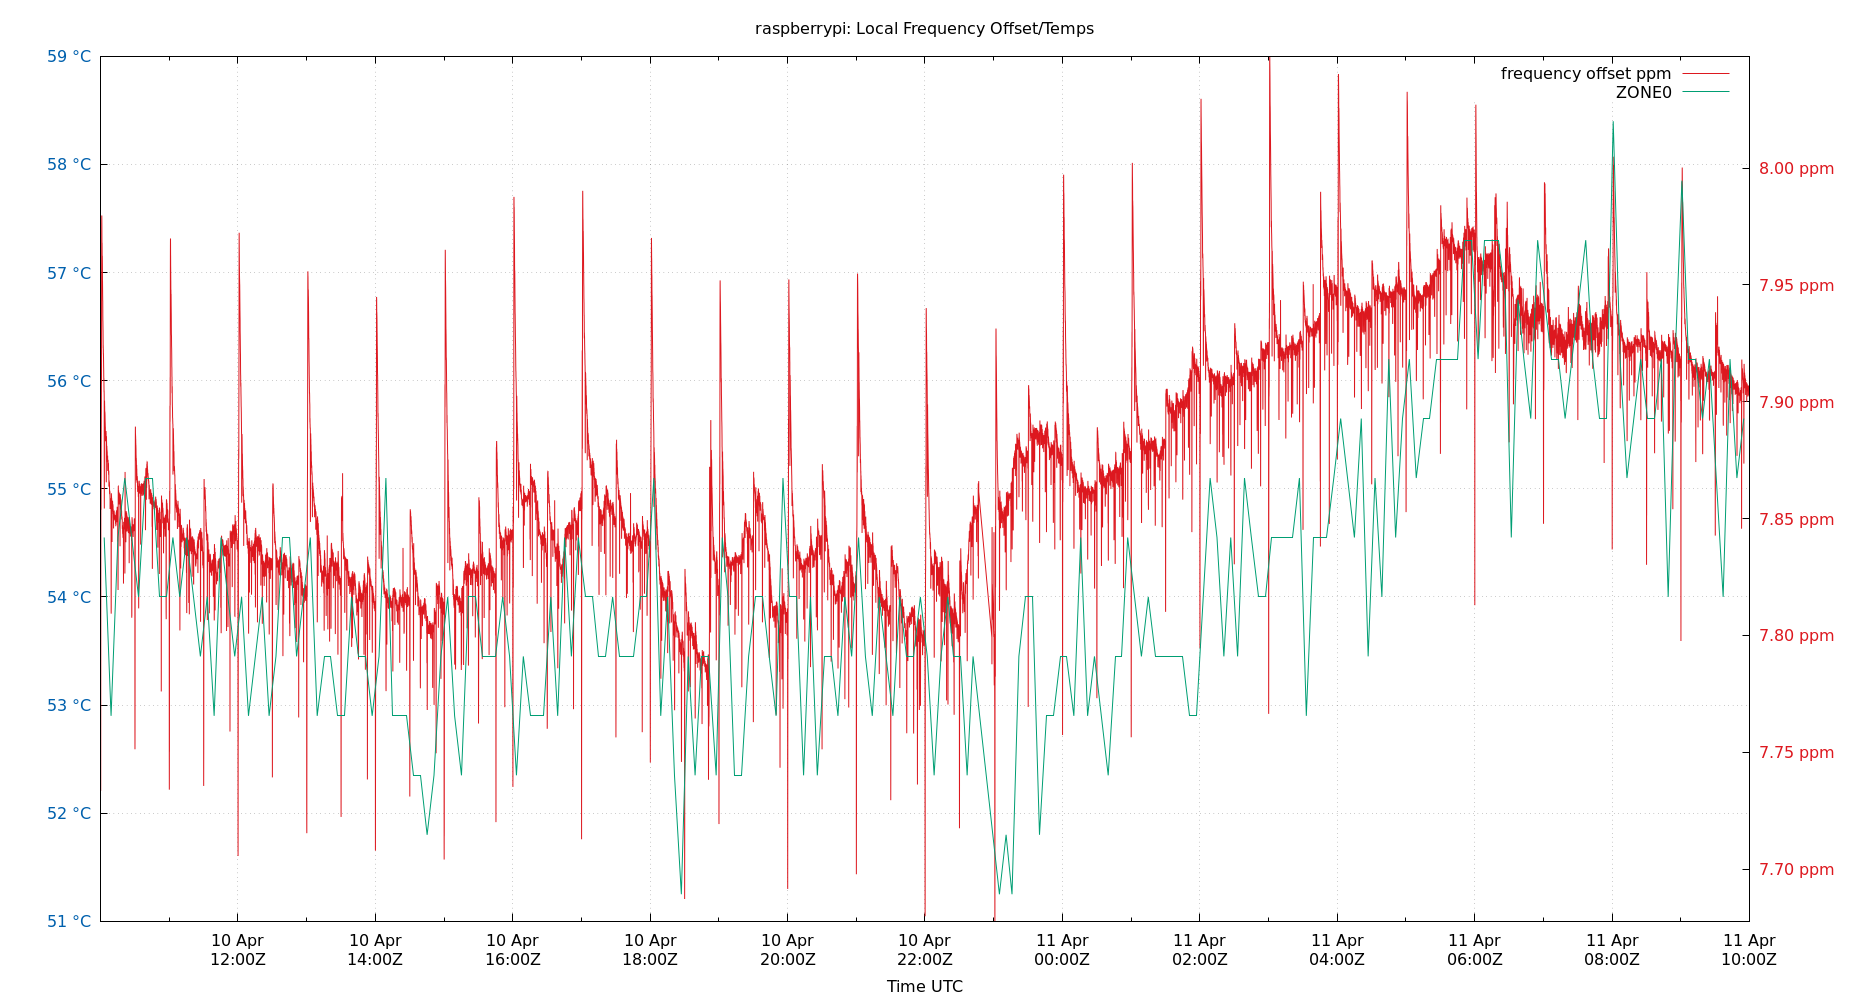 raspberrypi: Local Frequency Offset/Temps
frequency offset ppm
ZONE0
59 °C
58 °C
57 °C
56 °C
55 °C
54 °C
53 °C
52 °C
51 °C
8.00 ppm
7.95 ppm
7.90 ppm
7.85 ppm
7.80 ppm
7.75 ppm
7.70 ppm
10 Apr
12:00Z
10 Apr
14:00Z
10 Apr
16:00Z
10 Apr
18:00Z
10 Apr
20:00Z
10 Apr
22:00Z
11 Apr
00:00Z
11 Apr
02:00Z
11 Apr
04:00Z
11 Apr
06:00Z
11 Apr
08:00Z
11 Apr
10:00Z
Time UTC